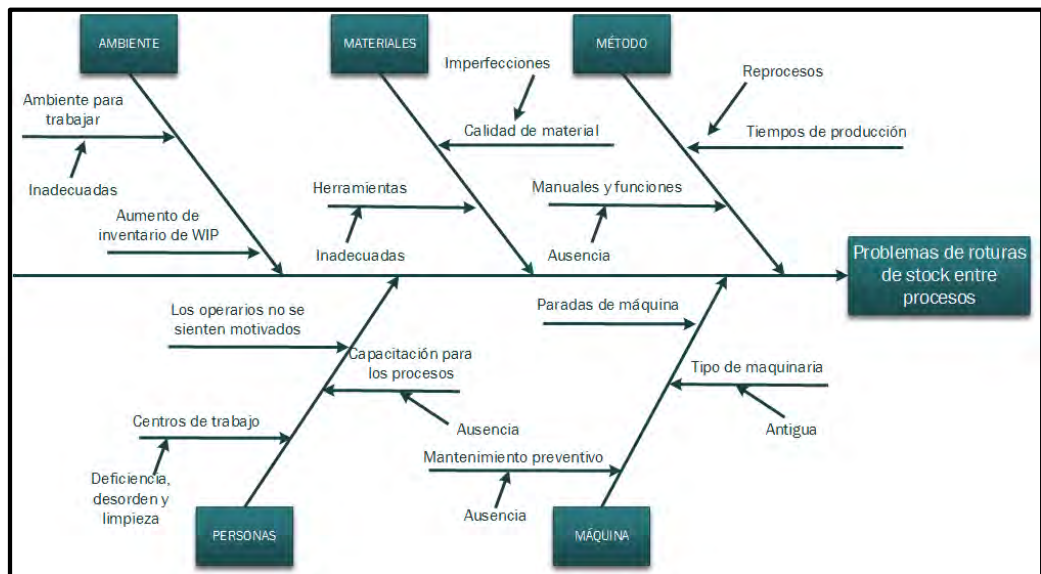 AMBIENTE
MATERIALES
MÉTODO
Imperfecciones
Reprocesos
Ambiente para
trabajar
Calidad de material
Tiempos de producción
Inadecuadas
Herramientas
Manuales y funciones
Aumento de
inventario de WIP
Inadecuadas
Ausencia
Problemas de roturas
de stock entre
procesos
Los operarios no se
sienten motivados
Paradas de máquina
Capacitación para
los procesos
Tipo de maquinaria
Centros de trabajo
Ausencia
Antigua
Mantenimiento preventivo
Deficiencia,
desorden y
limpieza
Ausencia
PERSONAS
MÁQUINA